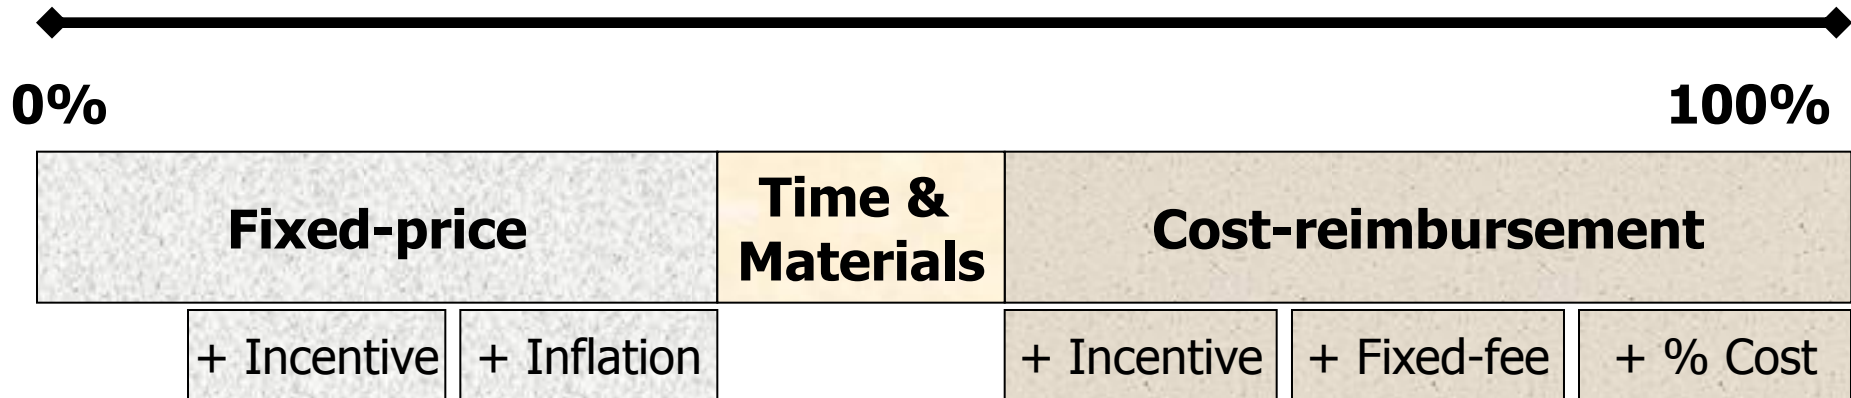 0%
100%
Fixed-price
Time &
Materials
Cost-reimbursement
+ Incentive
+ Inflation
+ Incentive
+ Fixed-fee
+ % Cost